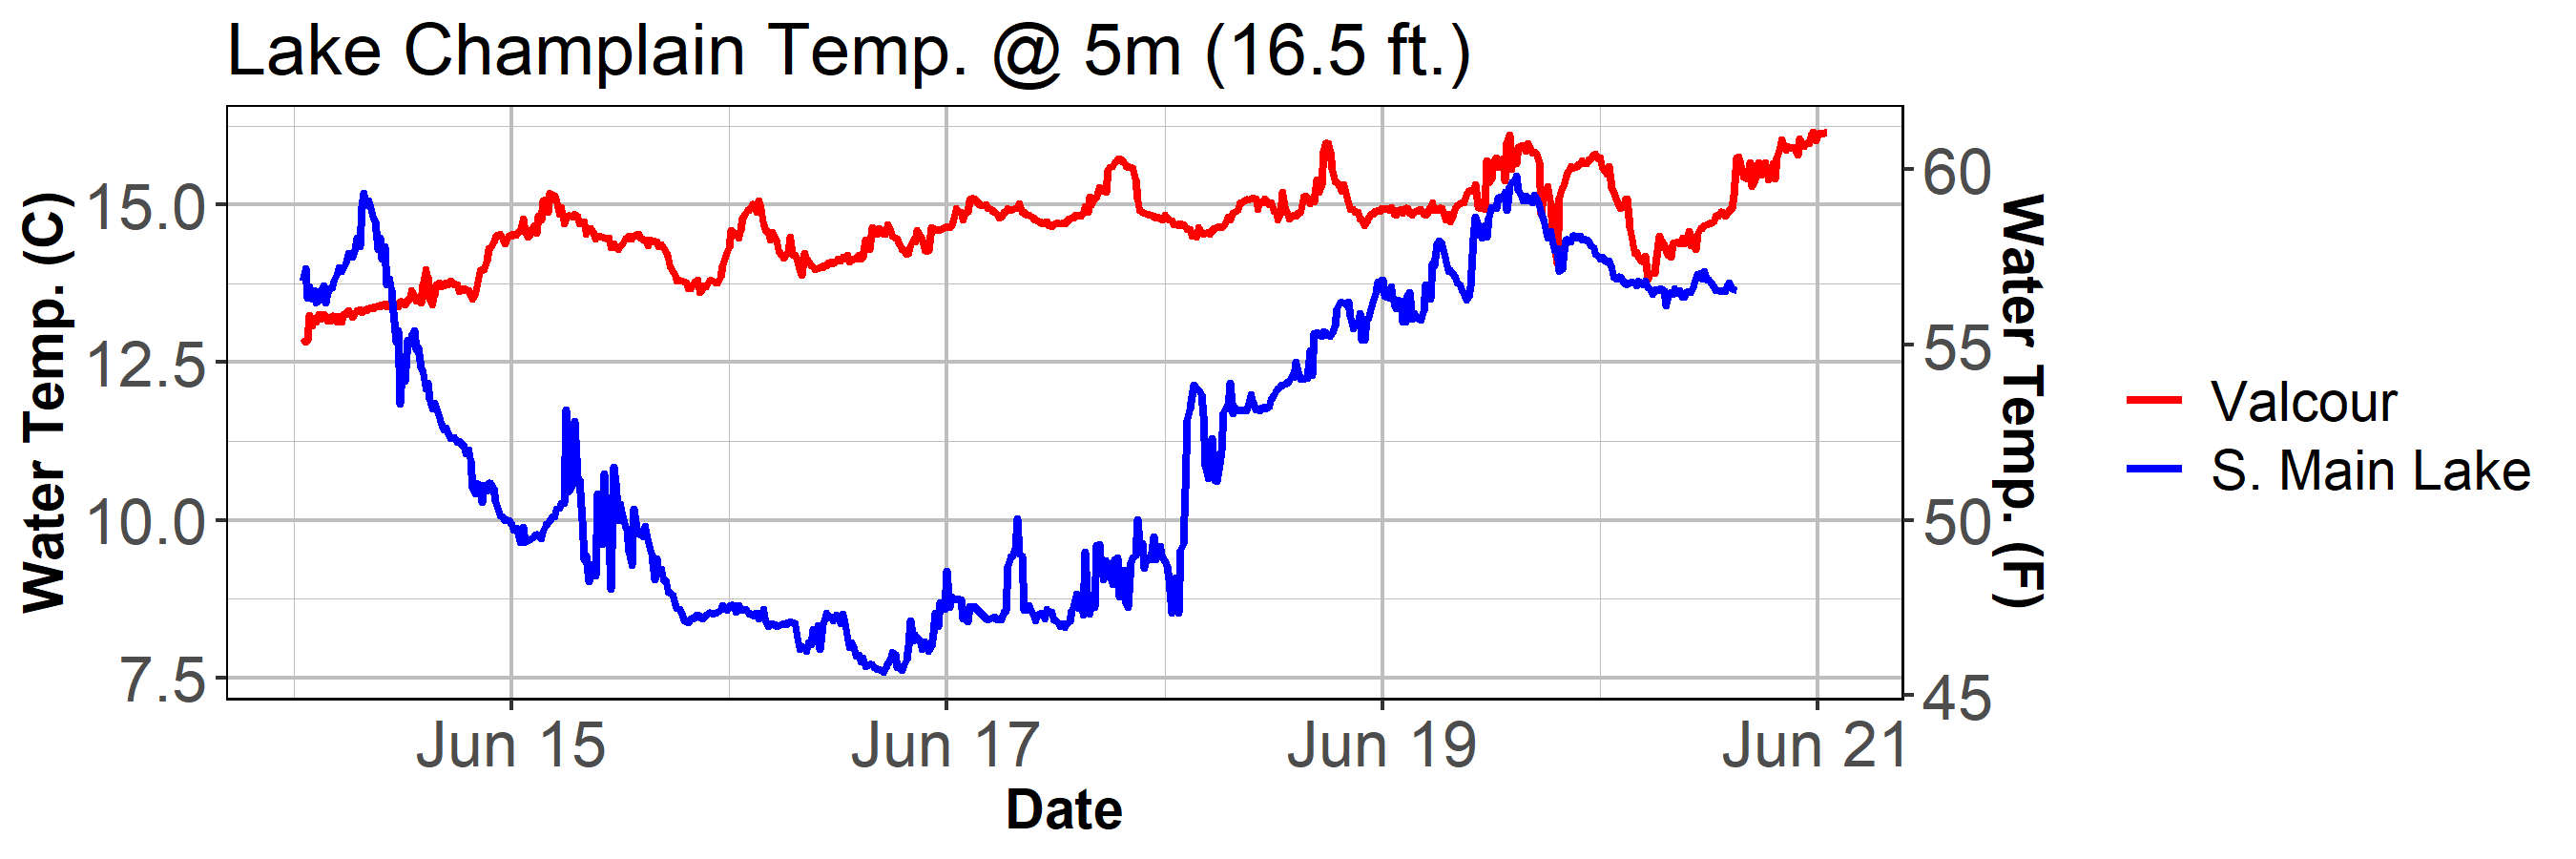 Lake Champlain Temp. @ 5m (16.5 ft.)
Water Temp. (C)
15.0
12.5
10.0
7.5
60
55
50
45
Water Temp. (F)
Jun 15 Jun 17 Jun 19 Jun 21
Date
Valcour
S. Main Lake